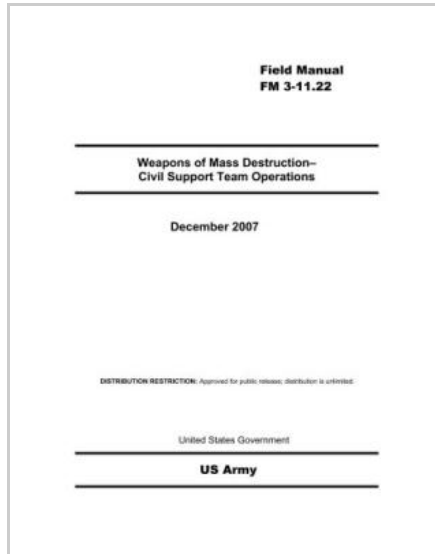 Field Manual
FM 3-11.22
Weapons of Mass Destruction–
Civil Support Team Operations
December 2007
DISTRIBUTION RESTRICTION: Approved for public release; distribution is unlimited.
United States Government
US Army